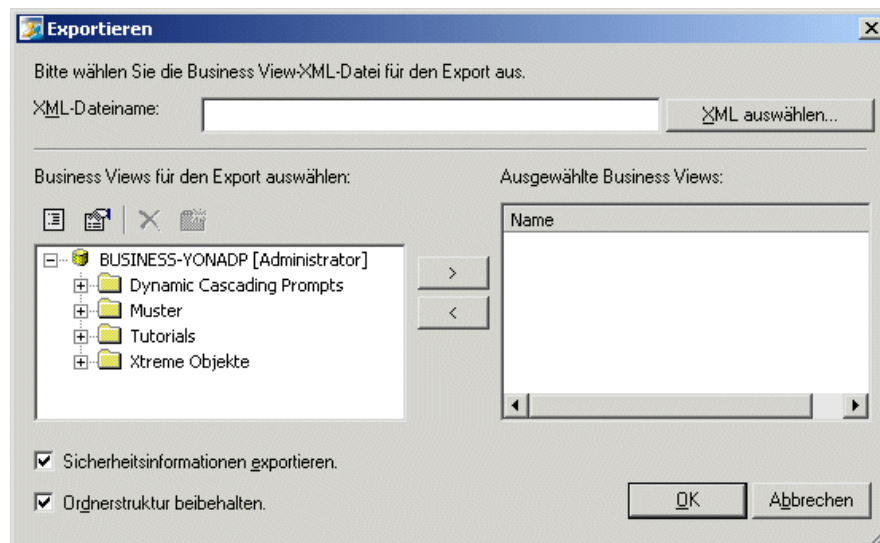 Exportieren
Bitte wählen Sie die Business View-XML-Datei für den Export aus.
XML-Dateiname:
XML auswählen...
Business Views für den Export auswählen:
Ausgewählte Business Views:
Name
BUSINESS-YONADP [Administrator]
Dynamic Cascading Prompts
Muster
Tutorials
Xtreme Objekte
>
<
Sicherheitsinformationen exportieren.
Ordnerstruktur beibehalten.
OK
Abbrechen